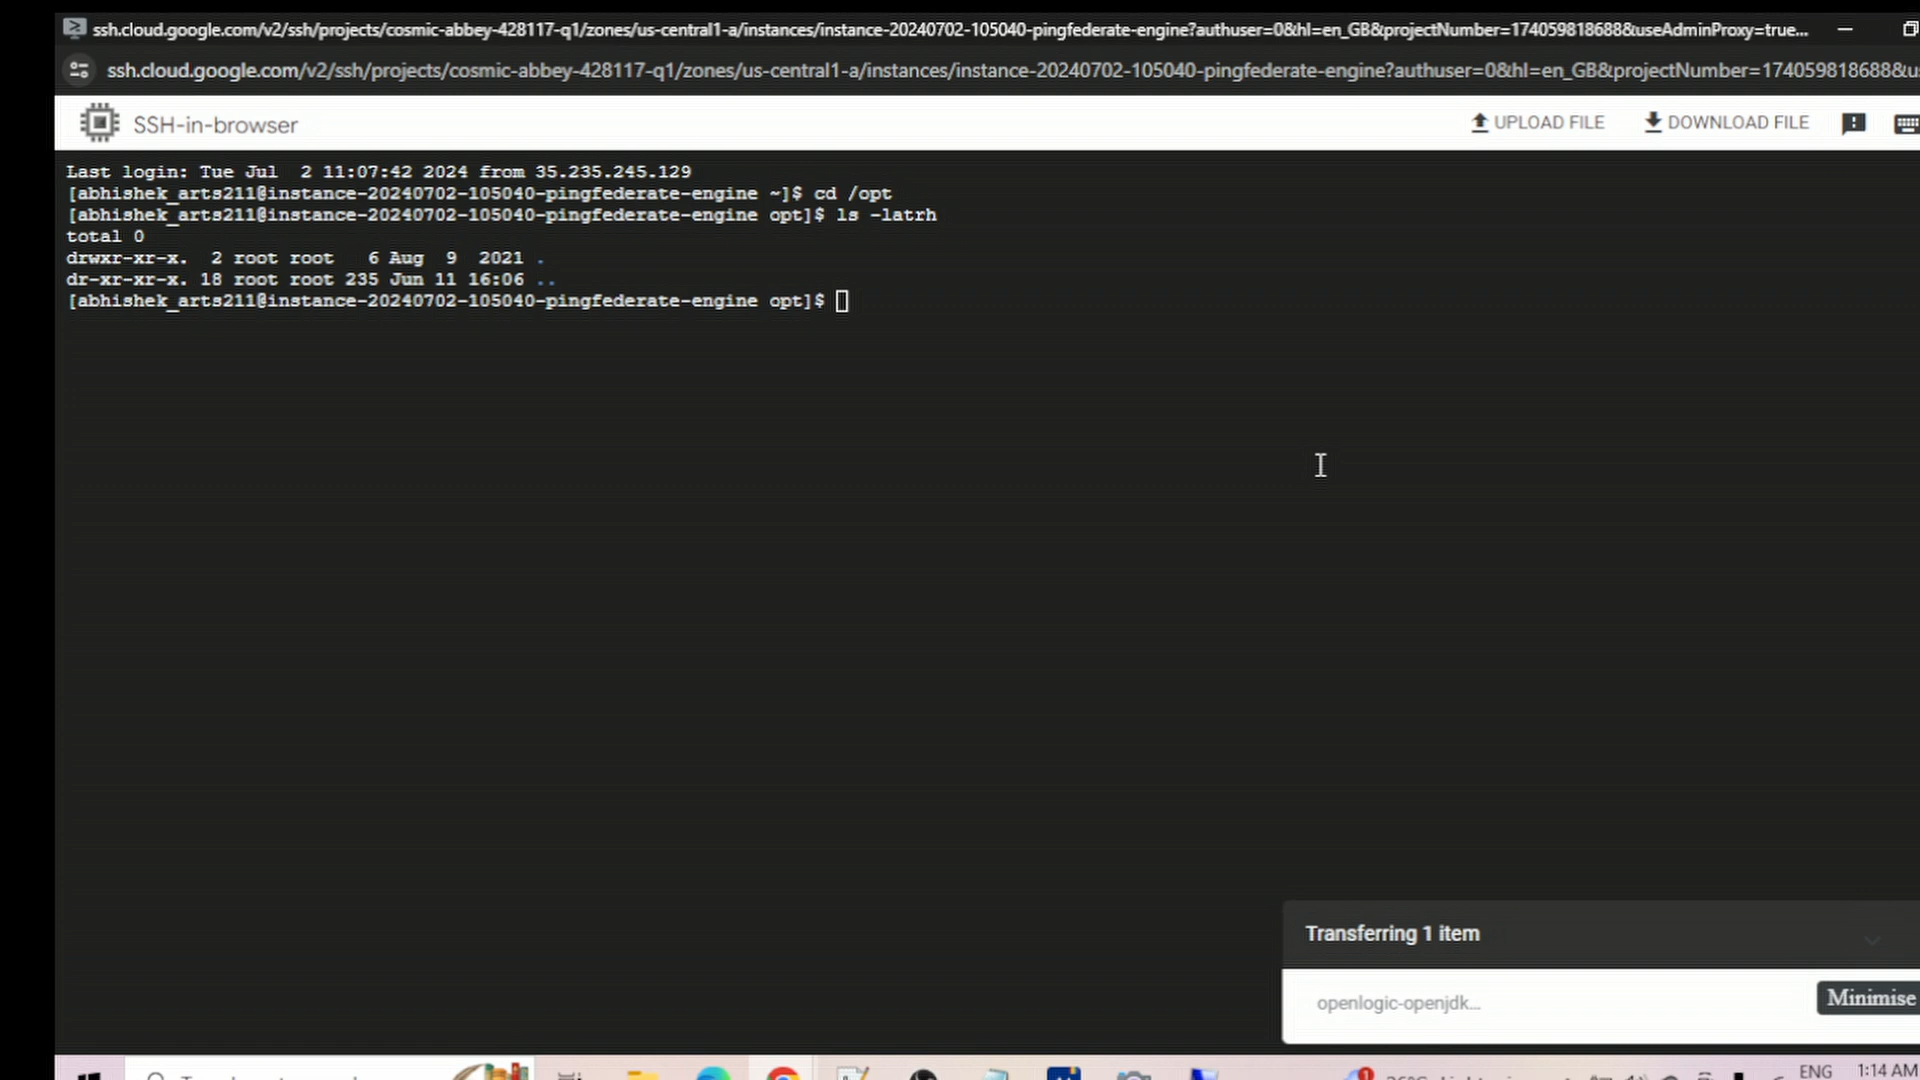 ssh.cloud.google.com/v2/ssh/projects/cosmic-abbey-428117-q1/zones/us-central1-a/instances/instance-20240702-105040-pingfederate-engine?authuser=0&hl=en_GB&projectNumber=174059818688&useAdminProxy=true...
ssh.cloud.google.com/v2/ssh/projects/cosmic-abbey-428117-q1/zones/us-central1-a/instances/instance-20240702-105040-pingfederate-engine?authuser=0&hl=en_GB&projectNumber=174059818688&us
SSH-in-browser
UPLOAD FILE
DOWNLOAD FILE
Last login: Tue Jul  2 11:07:42 2024 from 35.235.245.129
[abhishek_arts211@instance-20240702-105040-pingfederate-engine ~]$ cd /opt
[abhishek_arts211@instance-20240702-105040-pingfederate-engine opt]$ ls -latrh
total 0
drwxr-xr-x.  2 root root   6 Aug  9  2021 .
dr-xr-xr-x. 18 root root 235 Jun 11 16:06 ..
[abhishek_arts211@instance-20240702-105040-pingfederate-engine opt]$
Transferring 1 item
openlogic-openjdk...
Minimise
ENG
1:14 AM